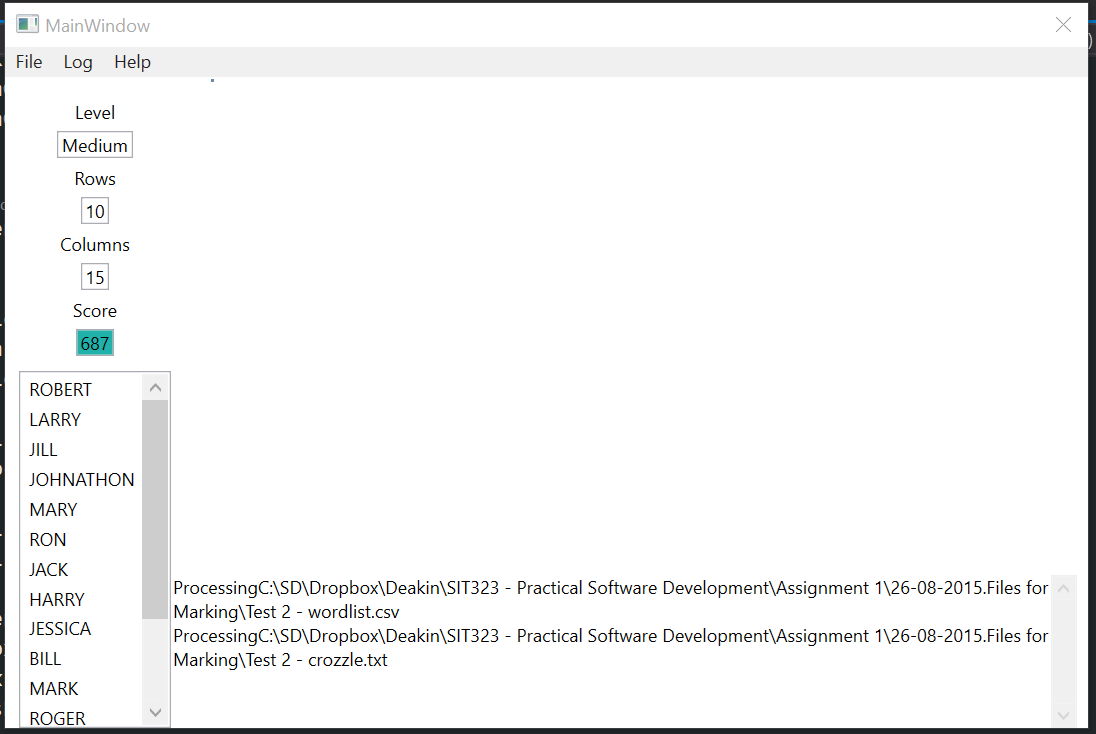 MainWindow
File Log Help
Level
Medium
Rows
10
Columns
15
Score
687
ROBERT
LARRY
JILL
JOHNATHON
MARY
RON
JACK
HARRY
JESSICA
BILL
MARK
ROGER
ProcessingC:\SD\Dropbox\Deakin\SIT323 - Practical Software Development\Assignment 1\26-08-2015.Files for
Marking\Test 2 - wordlist.csv
ProcessingC:\SD\Dropbox\Deakin\SIT323 - Practical Software Development\Assignment 1\26-08-2015.Files for
Marking\Test 2 - crozzle.txt